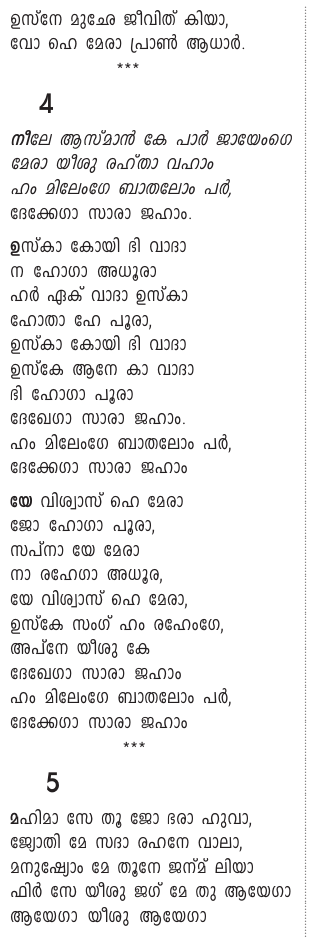 ഉസ്നേ മുഛേ ജീവിത് കിയാ,
വോ ഹെ മേരാ പ്രാൺ ആധാർ.
***
4
നീലേ ആസ്മാൻ കേ പാർ ജായേംഗെ
മേരാ യീശു രഹ്താ വഹാം
ഹം മിലേംഗേ ബാതലോം പർ,
ദേക്കേഗാ സാരാ ജഹാം.
ഉസ്കാ കോയി ഭി വാദാ
ന ഹോഗാ അധൂരാ
ഹർ ഏക് വാദാ ഉസ്കാ
ഹോതാ ഹേ പൂരാ,
ഉസ്കാ കോയി ഭി വാദാ
ഉസ്കേ ആനേ കാ വാദാ
ഭി ഹോഗാ പൂരാ
ദേഖേഗാ സാരാ ജഹാം.
ഹം മിലേംഗേ ബാതലോം പർ,
ദേക്കേഗാ സാരാ ജഹാം
യേ വിശ്വാസ് ഹെ മേരാ
ജോ ഹോഗാ പൂരാ,
സപ്നാ യേ മേരാ
നാ രഹേഗാ അധൂര,
യേ വിശ്വാസ് ഹെ മേരാ,
ഉസ്കേ സംഗ് ഹം രഹേംഗേ,
അപ്നേ യീശു കേ
ദേഖേഗാ സാരാ ജഹാം
ഹം മിലേംഗേ ബാതലോം പർ,
ദേക്കേഗാ സാരാ ജഹാം
***
5
മഹിമാ സേ തൂ ജോ ഭരാ ഹുവാ,
ജ്യോതി മേ സദാ രഹനേ വാലാ,
മനുഷ്യോം മേ തൂനേ ജന്മ് ലിയാ
ഫിർ സേ യീശു ജഗ് മേ തു ആയേഗാ
ആയേഗാ യീശു ആയേഗാ